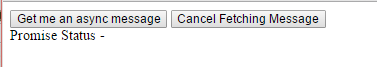 Get me an async message Cancel Fetching Message
Promise Status -